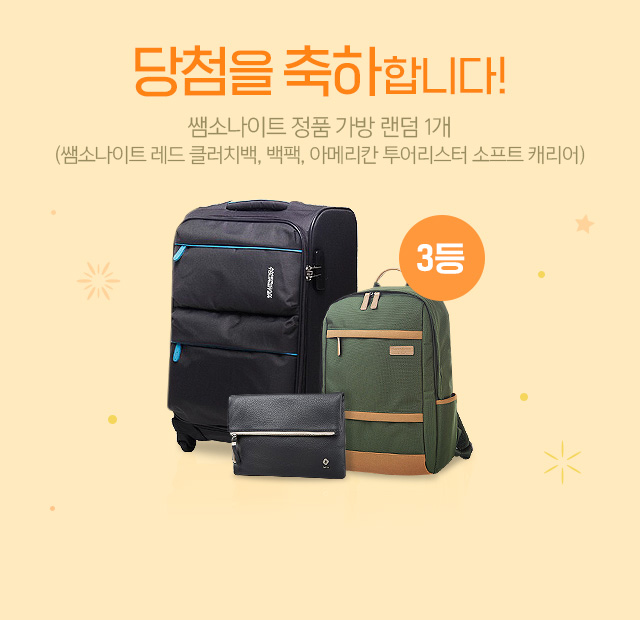 당첨을 축하합니다!
쌤소나이트 정품 가방 랜덤 1개
(쌤소나이트 레드 클러치백, 백팩, 아메리칸 투어리스터 소프트 캐리어)
3등